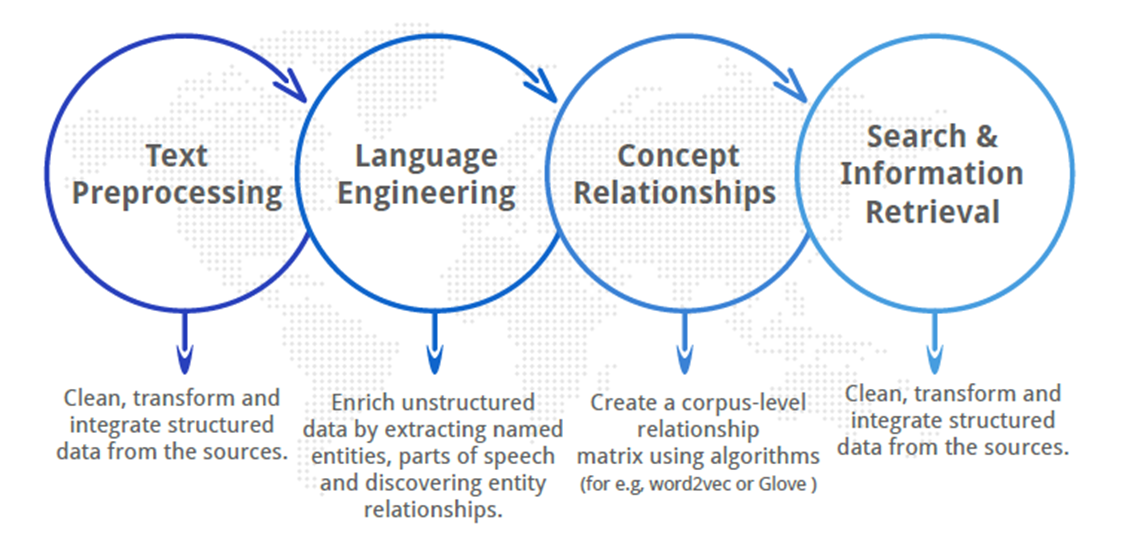 Text
Preprocessing
Language
Engineering
Concept
Relationships
Search &
Information
Retrieval
Clean, transform and
integrate structured
data from the sources.
Enrich unstructured
data by extracting named
entities, parts of speech
and discovering entity
relationships.
Create a corpus-level
relationship
matrix using algorithms
(for e.g, word2vec or Glove )
Clean, transform and
integrate structured
data from the sources.